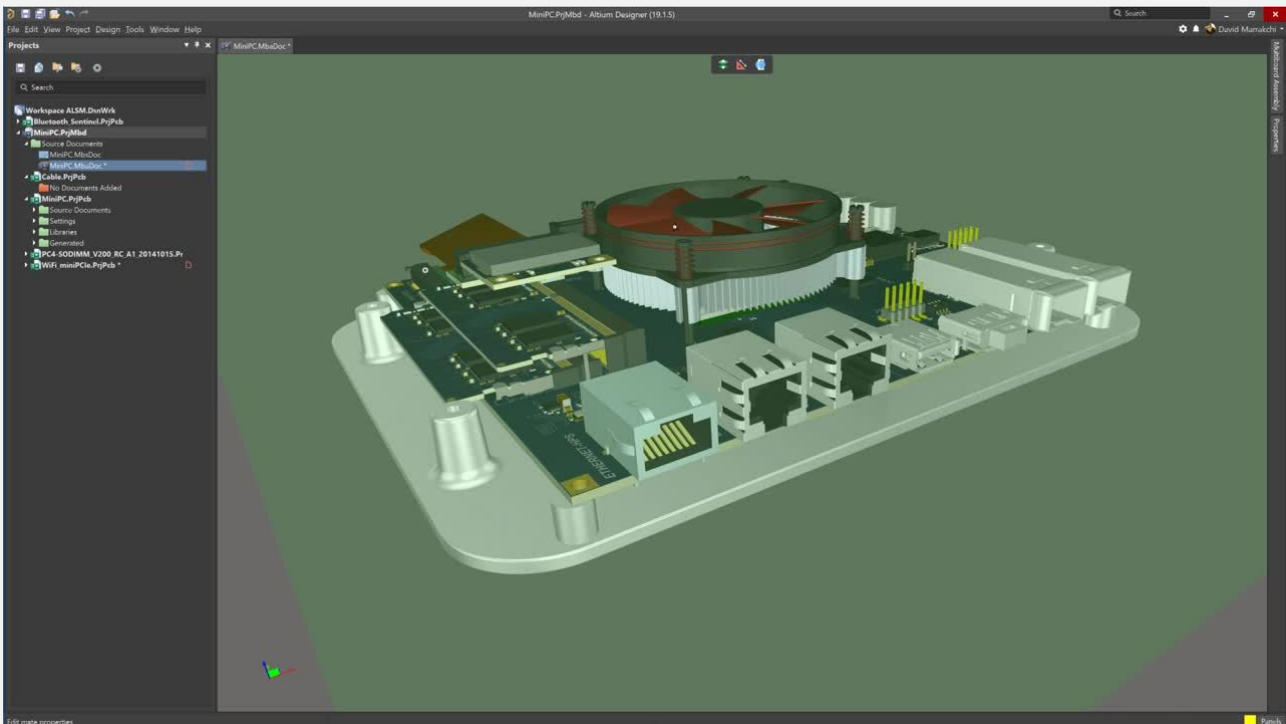 MiniPC.PrjMbd - Altium Designer (19.1.5)
Search
File Edit View Project Design Tools Window Help
David Marrakchi
Projects
MiniPC.MbaDoc *
Search
Workspace ALSM.DsnWrk
Bluetooth_Sentinel.PrjPcb
MiniPC.PrjMbd
Source Documents
MiniPC.MbsDoc
MiniPC.MbaDoc *
Cable.PrjPcb
No Documents Added
MiniPC.PrjPcb
Source Documents
Settings
Libraries
Generated
PC4-SODIMM_V200_RC_A1_20141015.Pr
WiFi_miniPCIe.PrjPcb *
Multiboard Assembly
Properties
ETHERNET-HPS
Edit mate properties
Panels